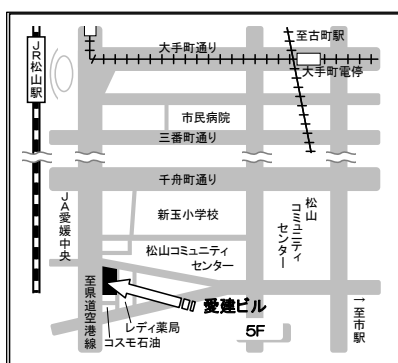 大手町通り
至古町駅
ＪＲ松山駅
大手町電停
市民病院
三番町通り
千舟町通り
新玉小学校
松山
コミュニティ
センター
ＪＡ愛媛中央
松山コミュニティ
センター
至県道空港線
愛建ビル
レディ薬局
コスモ石油
5F
→至市駅